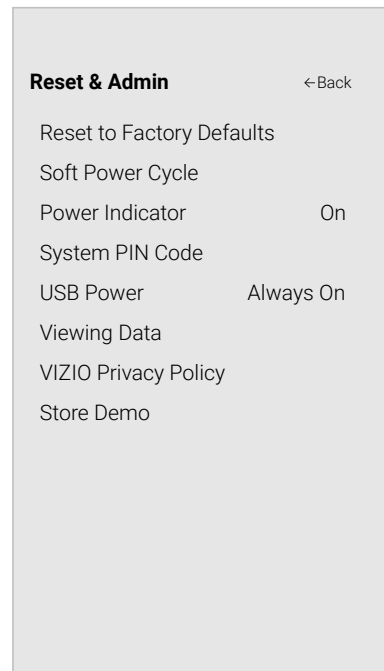 Reset & Admin ←Back
Reset to Factory Defaults
Soft Power Cycle
Power Indicator On
System PIN Code
USB Power Always On
Viewing Data
VIZIO Privacy Policy
Store Demo